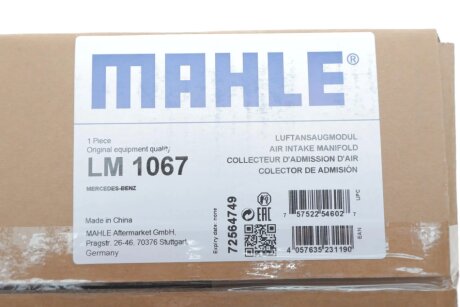 MAHLE®
1 Piece
Original equipment quality
LM 1067
MERCEDES-BENZ
LUFTANSAUGMODUL
AIR INTAKE MANIFOLD
COLLECTEUR D'ADMISSION D'AIR
COLECTOR DE ADMISIÓN
Made in China
MAHLE Aftermarket GmbH,
Pragstr. 26-46, 70376 Stuttgart,
Germany
Expiry date: none
72564749
EAC
UPC
7 57522 54602 7
EAN
4 057635 231190